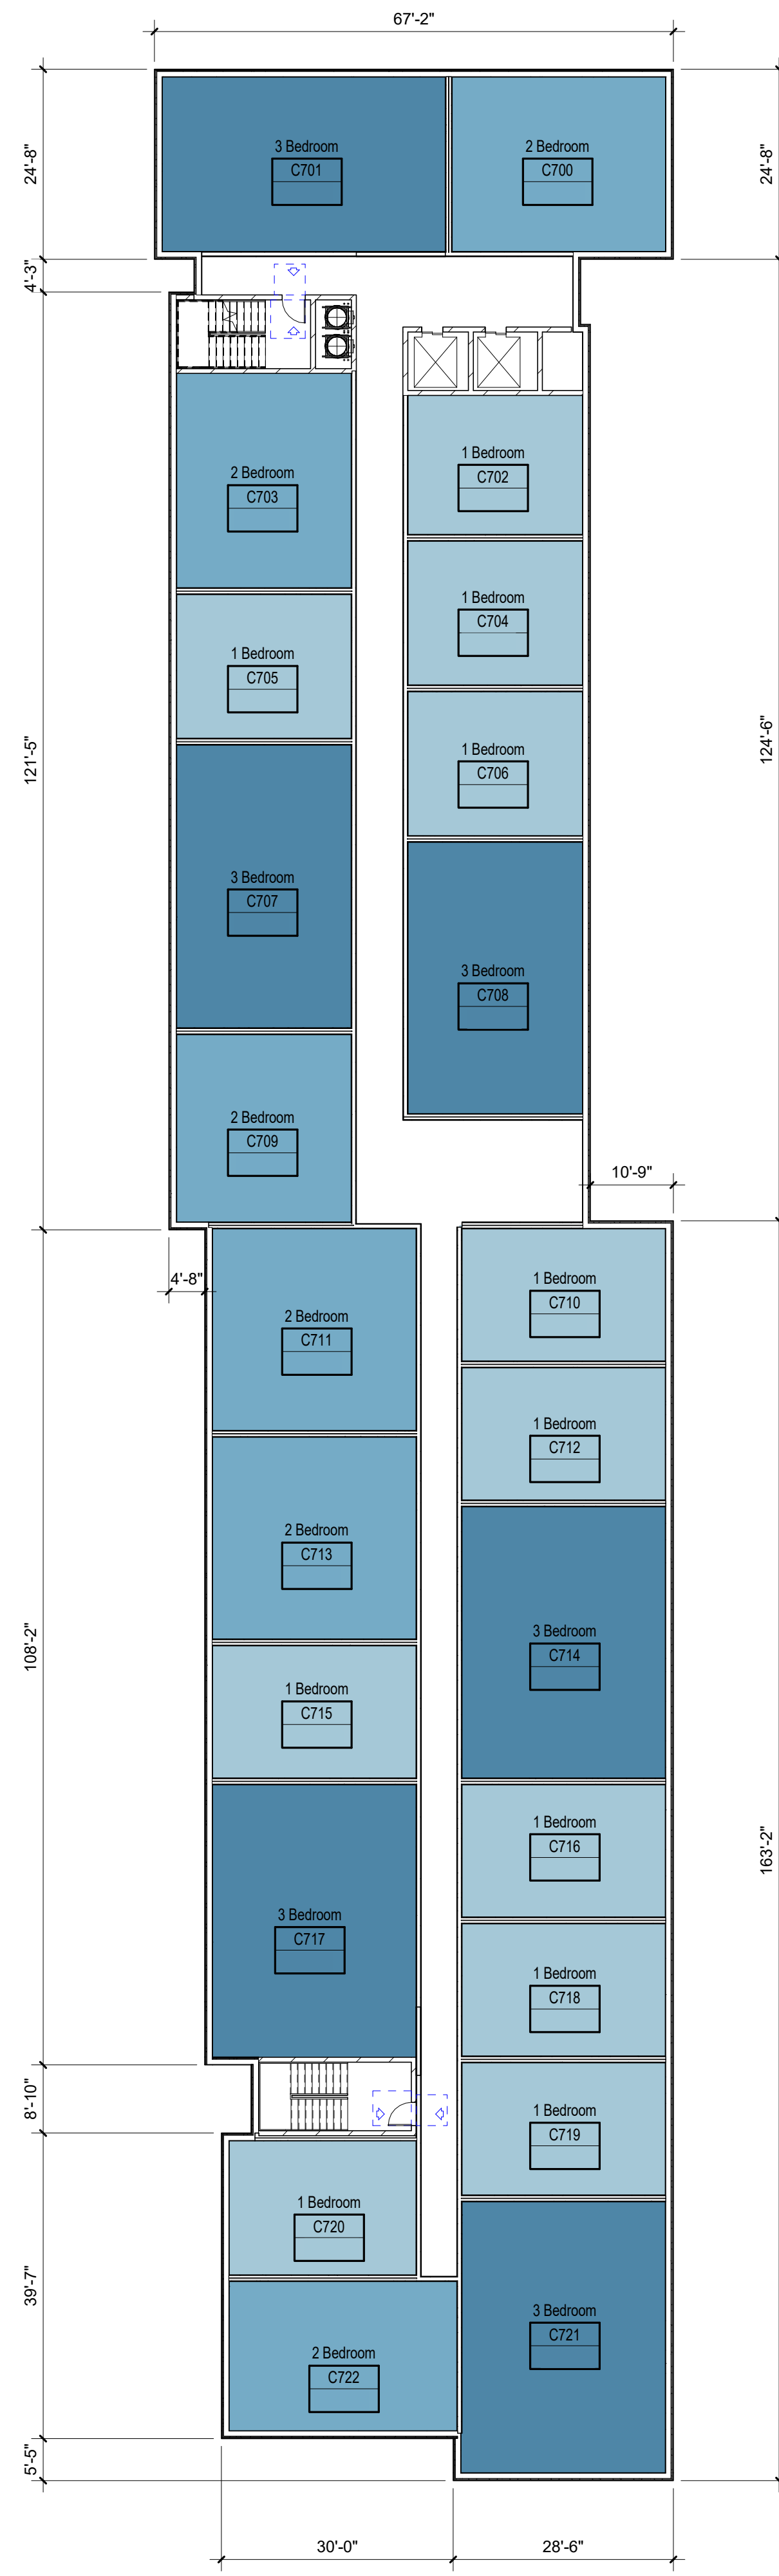 67'-2"
24'-8"
24'-8"
3 Bedroom
C701
2 Bedroom
C700
4'-3"
1 Bedroom
C702
2 Bedroom
C703
1 Bedroom
C704
1 Bedroom
C705
121'-5"
124'-6"
1 Bedroom
C706
3 Bedroom
C707
3 Bedroom
C708
2 Bedroom
C709
10'-9"
4'-8"
1 Bedroom
C710
2 Bedroom
C711
1 Bedroom
C712
2 Bedroom
C713
108'-2"
3 Bedroom
C714
1 Bedroom
C715
163'-2"
1 Bedroom
C716
3 Bedroom
C717
1 Bedroom
C718
8'-10"
1 Bedroom
C719
1 Bedroom
C720
39'-7"
3 Bedroom
C721
2 Bedroom
C722
5'-5"
30'-0"
28'-6"